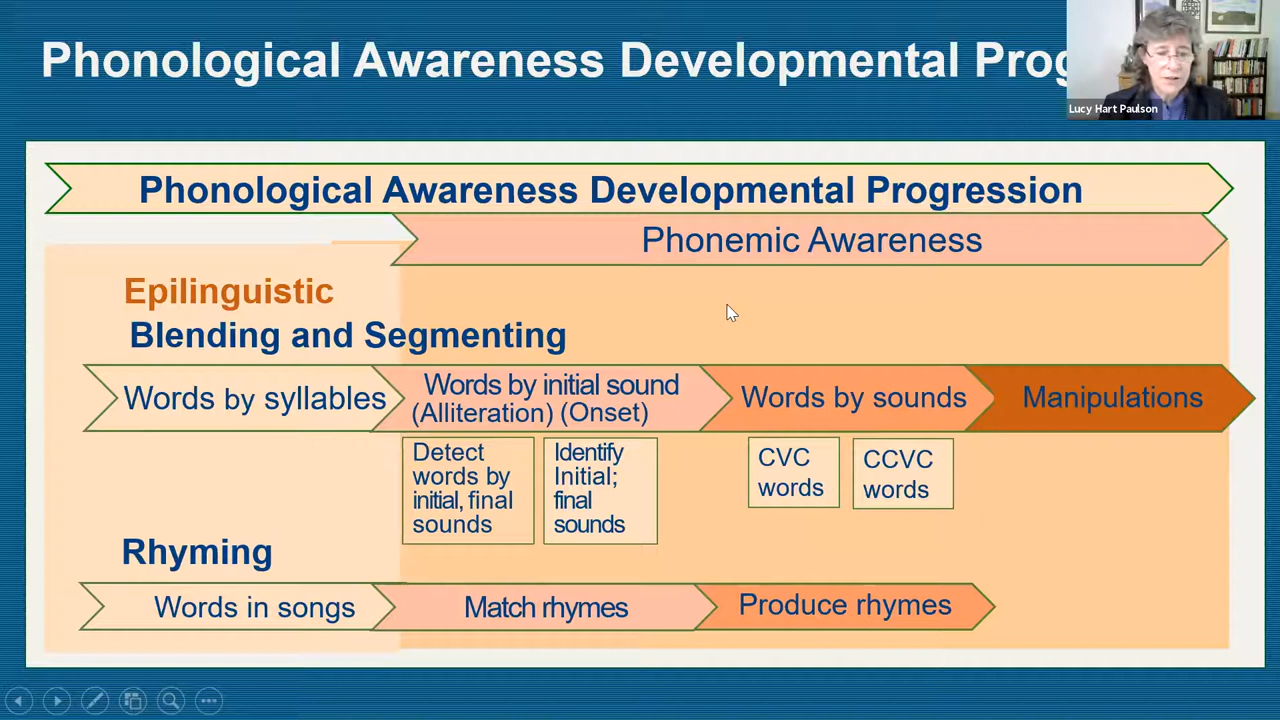 Phonological Awareness Developmental Prog
Lucy Hart Paulson
Phonological Awareness Developmental Progression
Phonemic Awareness
Epilinguistic
Blending and Segmenting
Words by syllables
Words by initial sound
(Alliteration) (Onset)
Words by sounds
Manipulations
Detect
words by
initial, final
sounds
Identify
Initial;
final
sounds
CVC
words
CCVC
words
Rhyming
Words in songs
Match rhymes
Produce rhymes